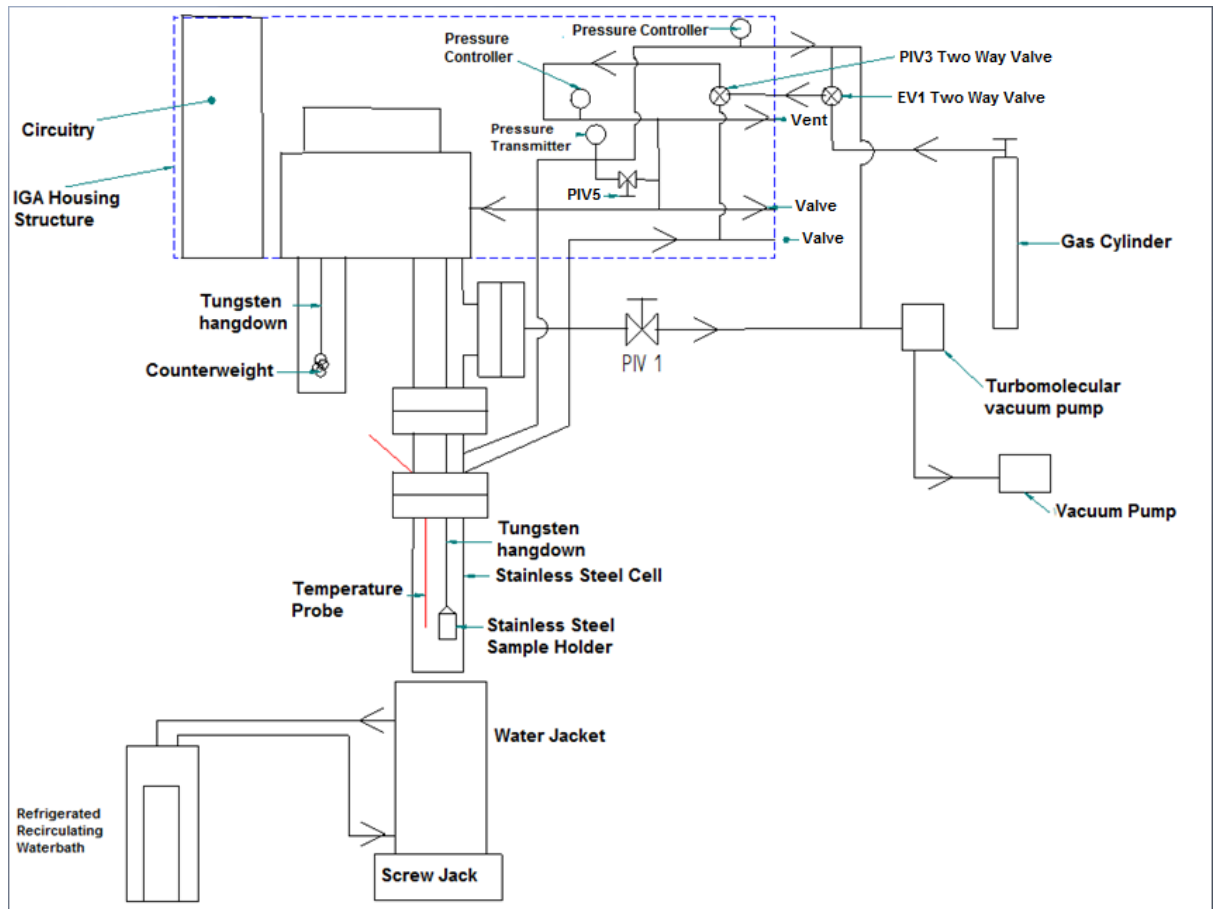 Pressure Controller
Pressure
Controller
PIV3 Two Way Valve
EV1 Two Way Valve
Circuitry
Pressure
Transmitter
Vent
IGA Housing
Structure
PIV5
Valve
Valve
Gas Cylinder
Tungsten
hangdown
Counterweight
PIV 1
Turbomolecular
vacuum pump
Vacuum Pump
Tungsten
hangdown
Stainless Steel Cell
Temperature
Probe
Stainless Steel
Sample Holder
Water Jacket
Refrigerated
Recirculating
Waterbath
Screw Jack